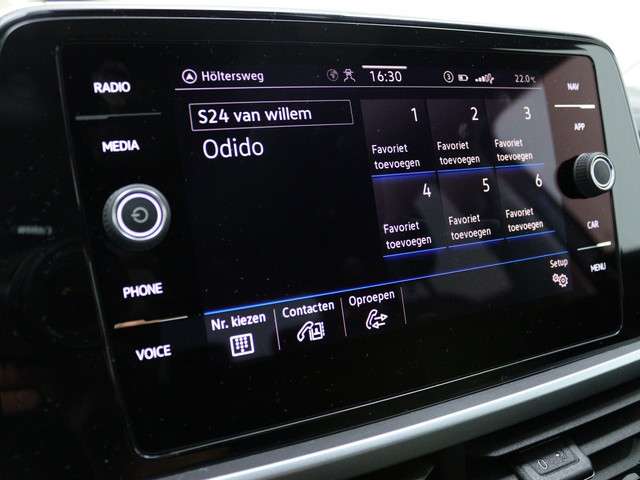 RADIO
MEDIA
PHONE
VOICE
Höltersweg
16:30
3
22.0°C
S24 van willem
Odido
1
Favoriet
toevoegen
2
Favoriet
toevoegen
3
Favoriet
toevoegen
4
Favoriet
toevoegen
5
Favoriet
toevoegen
6
Favoriet
toevoegen
Setup
Nr. kiezen
Contacten
Oproepen
NAV
APP
CAR
MENU